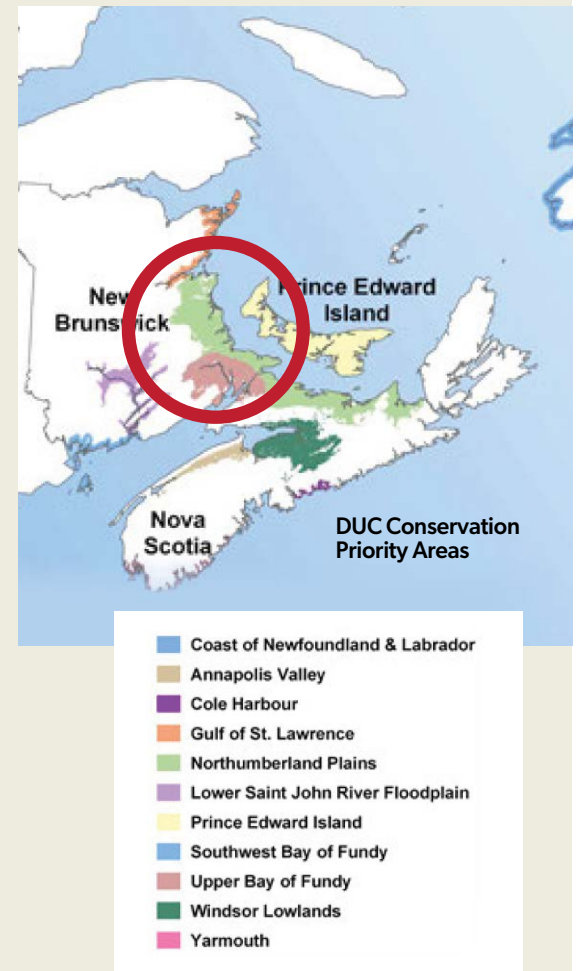 New
Brunswick
Prince Edward
Island
Nova
Scotia
DUC Conservation
Priority Areas
Coast of Newfoundland & Labrador
Annapolis Valley
Cole Harbour
Gulf of St. Lawrence
Northumberland Plains
Lower Saint John River Floodplain
Prince Edward Island
Southwest Bay of Fundy
Upper Bay of Fundy
Windsor Lowlands
Yarmouth